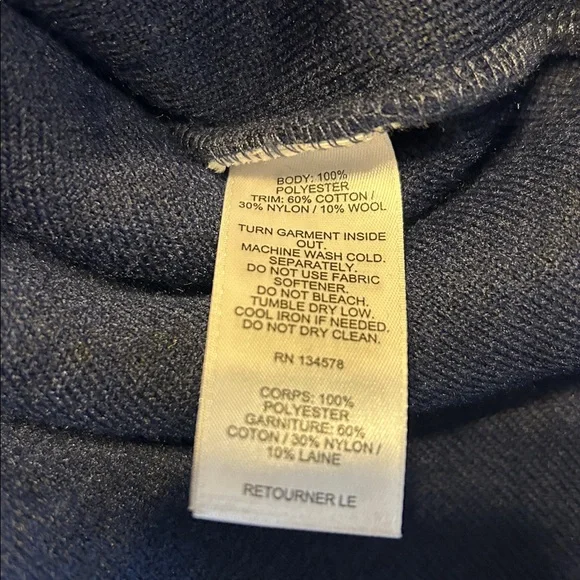 BODY: 100%
POLYESTER
TRIM: 60% COTTON /
30% NYLON / 10% WOOL
TURN GARMENT INSIDE
OUT.
MACHINE WASH COLD.
SEPARATELY.
DO NOT USE FABRIC
SOFTENER.
DO NOT BLEACH.
TUMBLE DRY LOW.
COOL IRON IF NEEDED.
DO NOT DRY CLEAN.
RN 134578
CORPS: 100%
POLYESTER
GARNITURE: 60%
COTON / 30% NYLON /
10% LAINE
RETOURNER LE